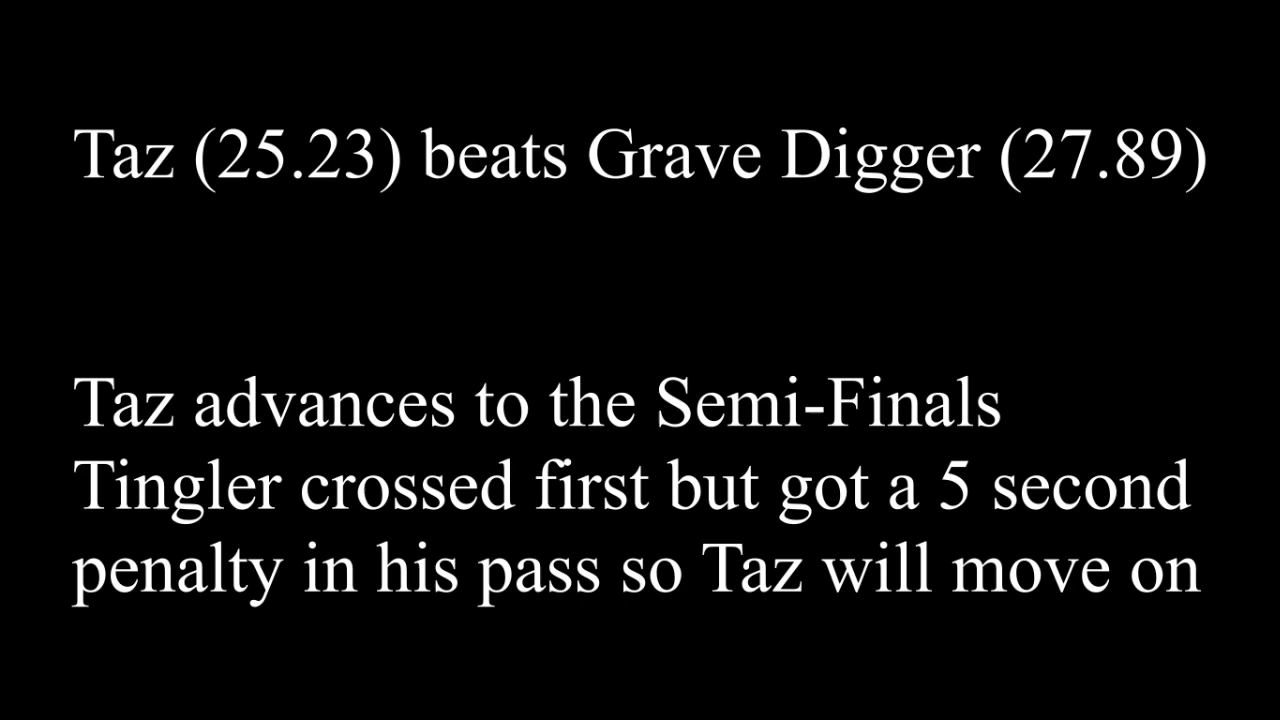 Taz (25.23) beats Grave Digger (27.89)
Taz advances to the Semi-Finals
Tingler crossed first but got a 5 second
penalty in his pass so Taz will move on